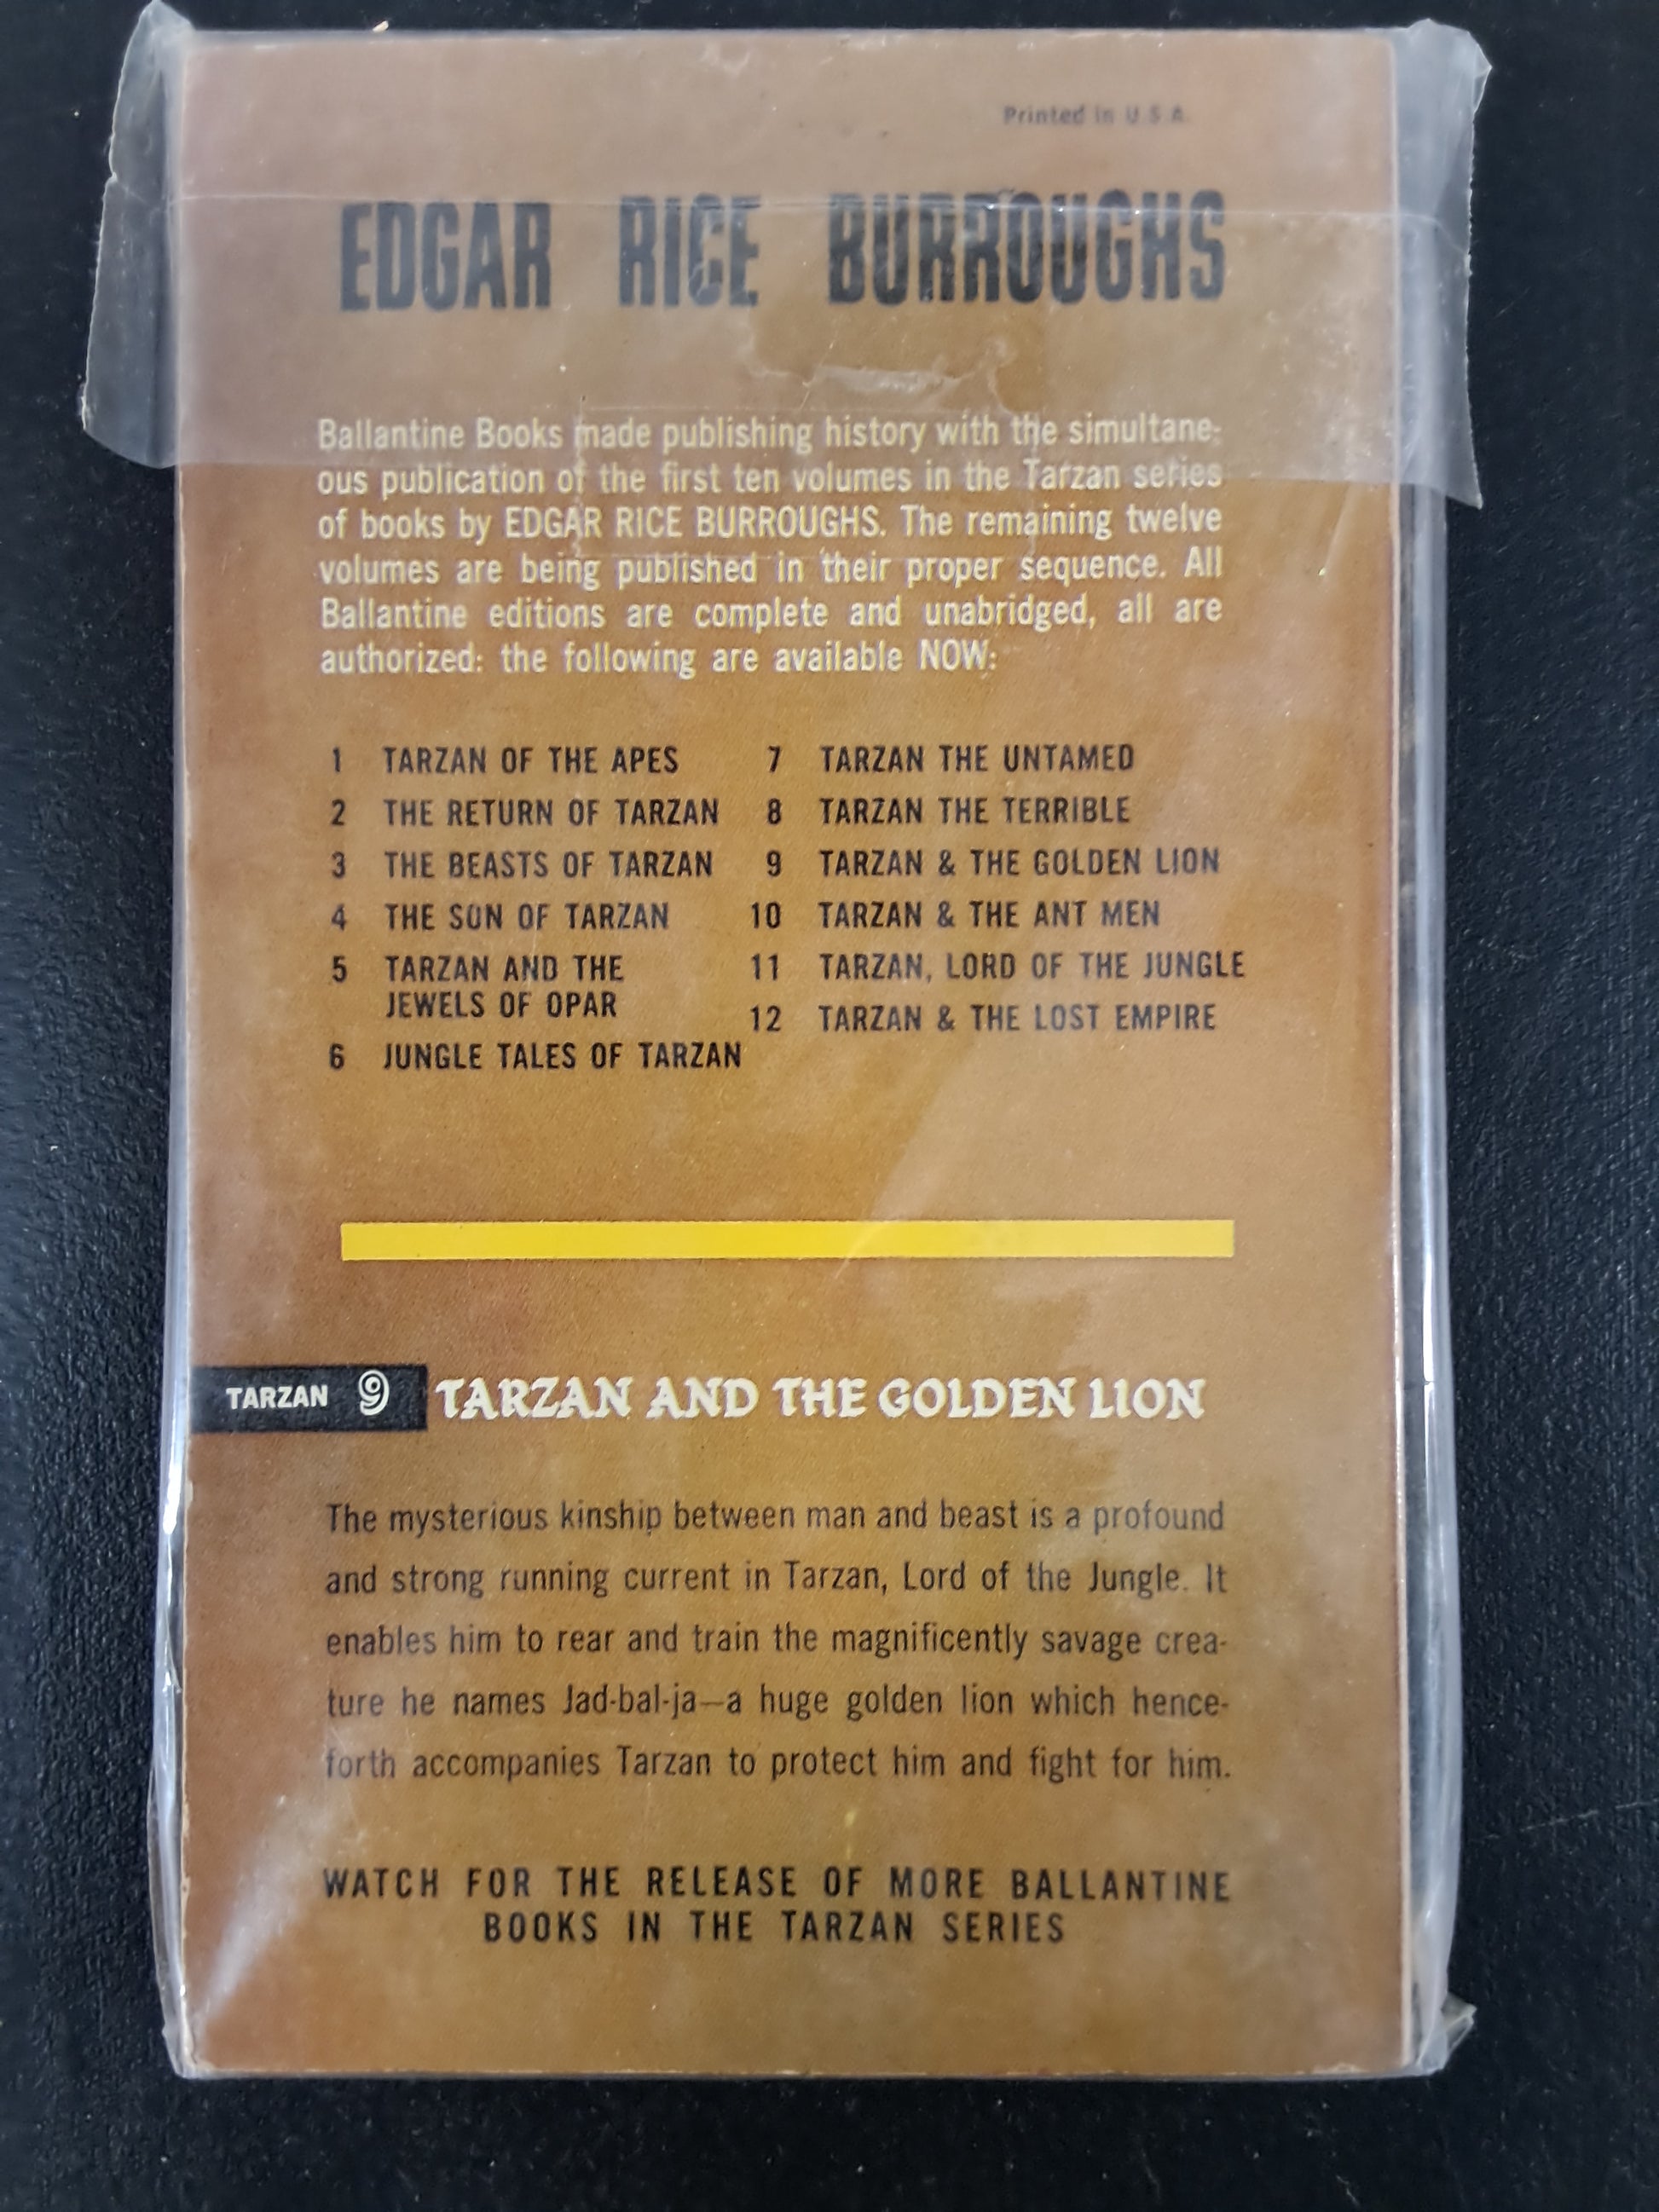 Printed in U.S.A.
EDGAR RICE BURROUGHS
Ballantine Books made publishing history with the simultane-
ous publication of the first ten volumes in the Tarzan series
of books by EDGAR RICE BURROUGHS. The remaining twelve
volumes are being published in their proper sequence. All
Ballantine editions are complete and unabridged, all are
authorized: the following are available NOW:
1 TARZAN OF THE APES
2 THE RETURN OF TARZAN
3 THE BEASTS OF TARZAN
4 THE SON OF TARZAN
5 TARZAN AND THE
JEWELS OF OPAR
6 JUNGLE TALES OF TARZAN
7 TARZAN THE UNTAMED
8 TARZAN THE TERRIBLE
9 TARZAN & THE GOLDEN LION
10 TARZAN & THE ANT MEN
11 TARZAN, LORD OF THE JUNGLE
12 TARZAN & THE LOST EMPIRE
TARZAN 9 TARZAN AND THE GOLDEN LION
The mysterious kinship between man and beast is a profound
and strong running current in Tarzan, Lord of the Jungle. It
enables him to rear and train the magnificently savage crea-
ture he names Jad-bal-ja—a huge golden lion which hence-
forth accompanies Tarzan to protect him and fight for him.
WATCH FOR THE RELEASE OF MORE BALLANTINE
BOOKS IN THE TARZAN SERIES